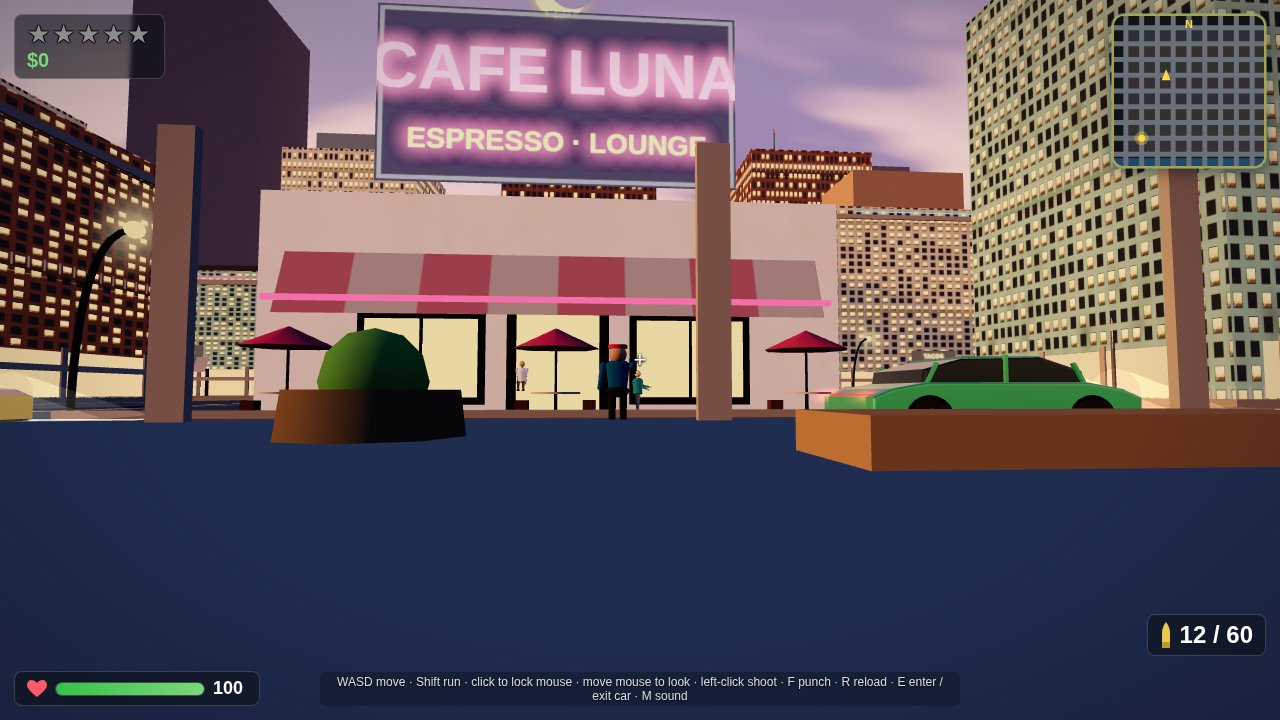 $0
CAFE LUNA
ESPRESSO · LOUNGE
N
TACOS
12 / 60
100
WASD move · Shift run · click to lock mouse · move mouse to look · left-click shoot · F punch · R reload · E enter /
exit car · M sound